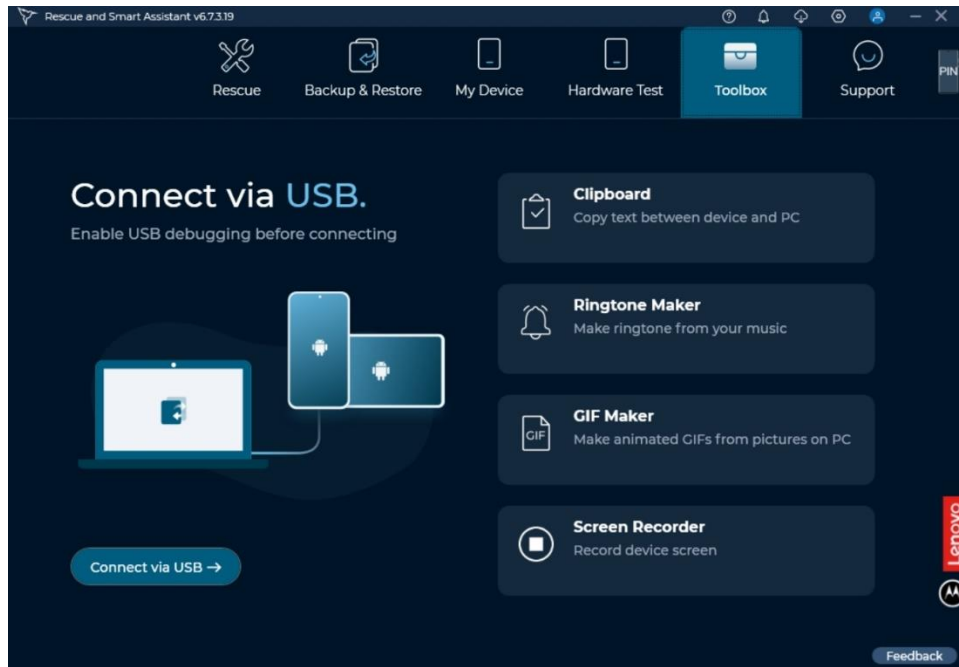 Rescue and Smart Assistant v6.7.3.19
Rescue
Backup & Restore
My Device
Hardware Test
Toolbox
Support
PIN
Connect via USB.
Enable USB debugging before connecting
Connect via USB →
Clipboard
Copy text between device and PC
Ringtone Maker
Make ringtone from your music
GIF
GIF Maker
Make animated GIFs from pictures on PC
Screen Recorder
Record device screen
Lenovo
Feedback